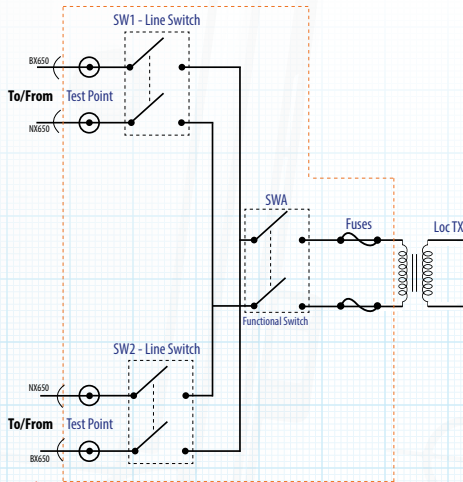 SW1 - Line Switch
BX650
To/From Test Point
NX650
SWA
Fuses
Loc TX
Functional Switch
SW2 - Line Switch
NX650
To/From Test Point
BX650